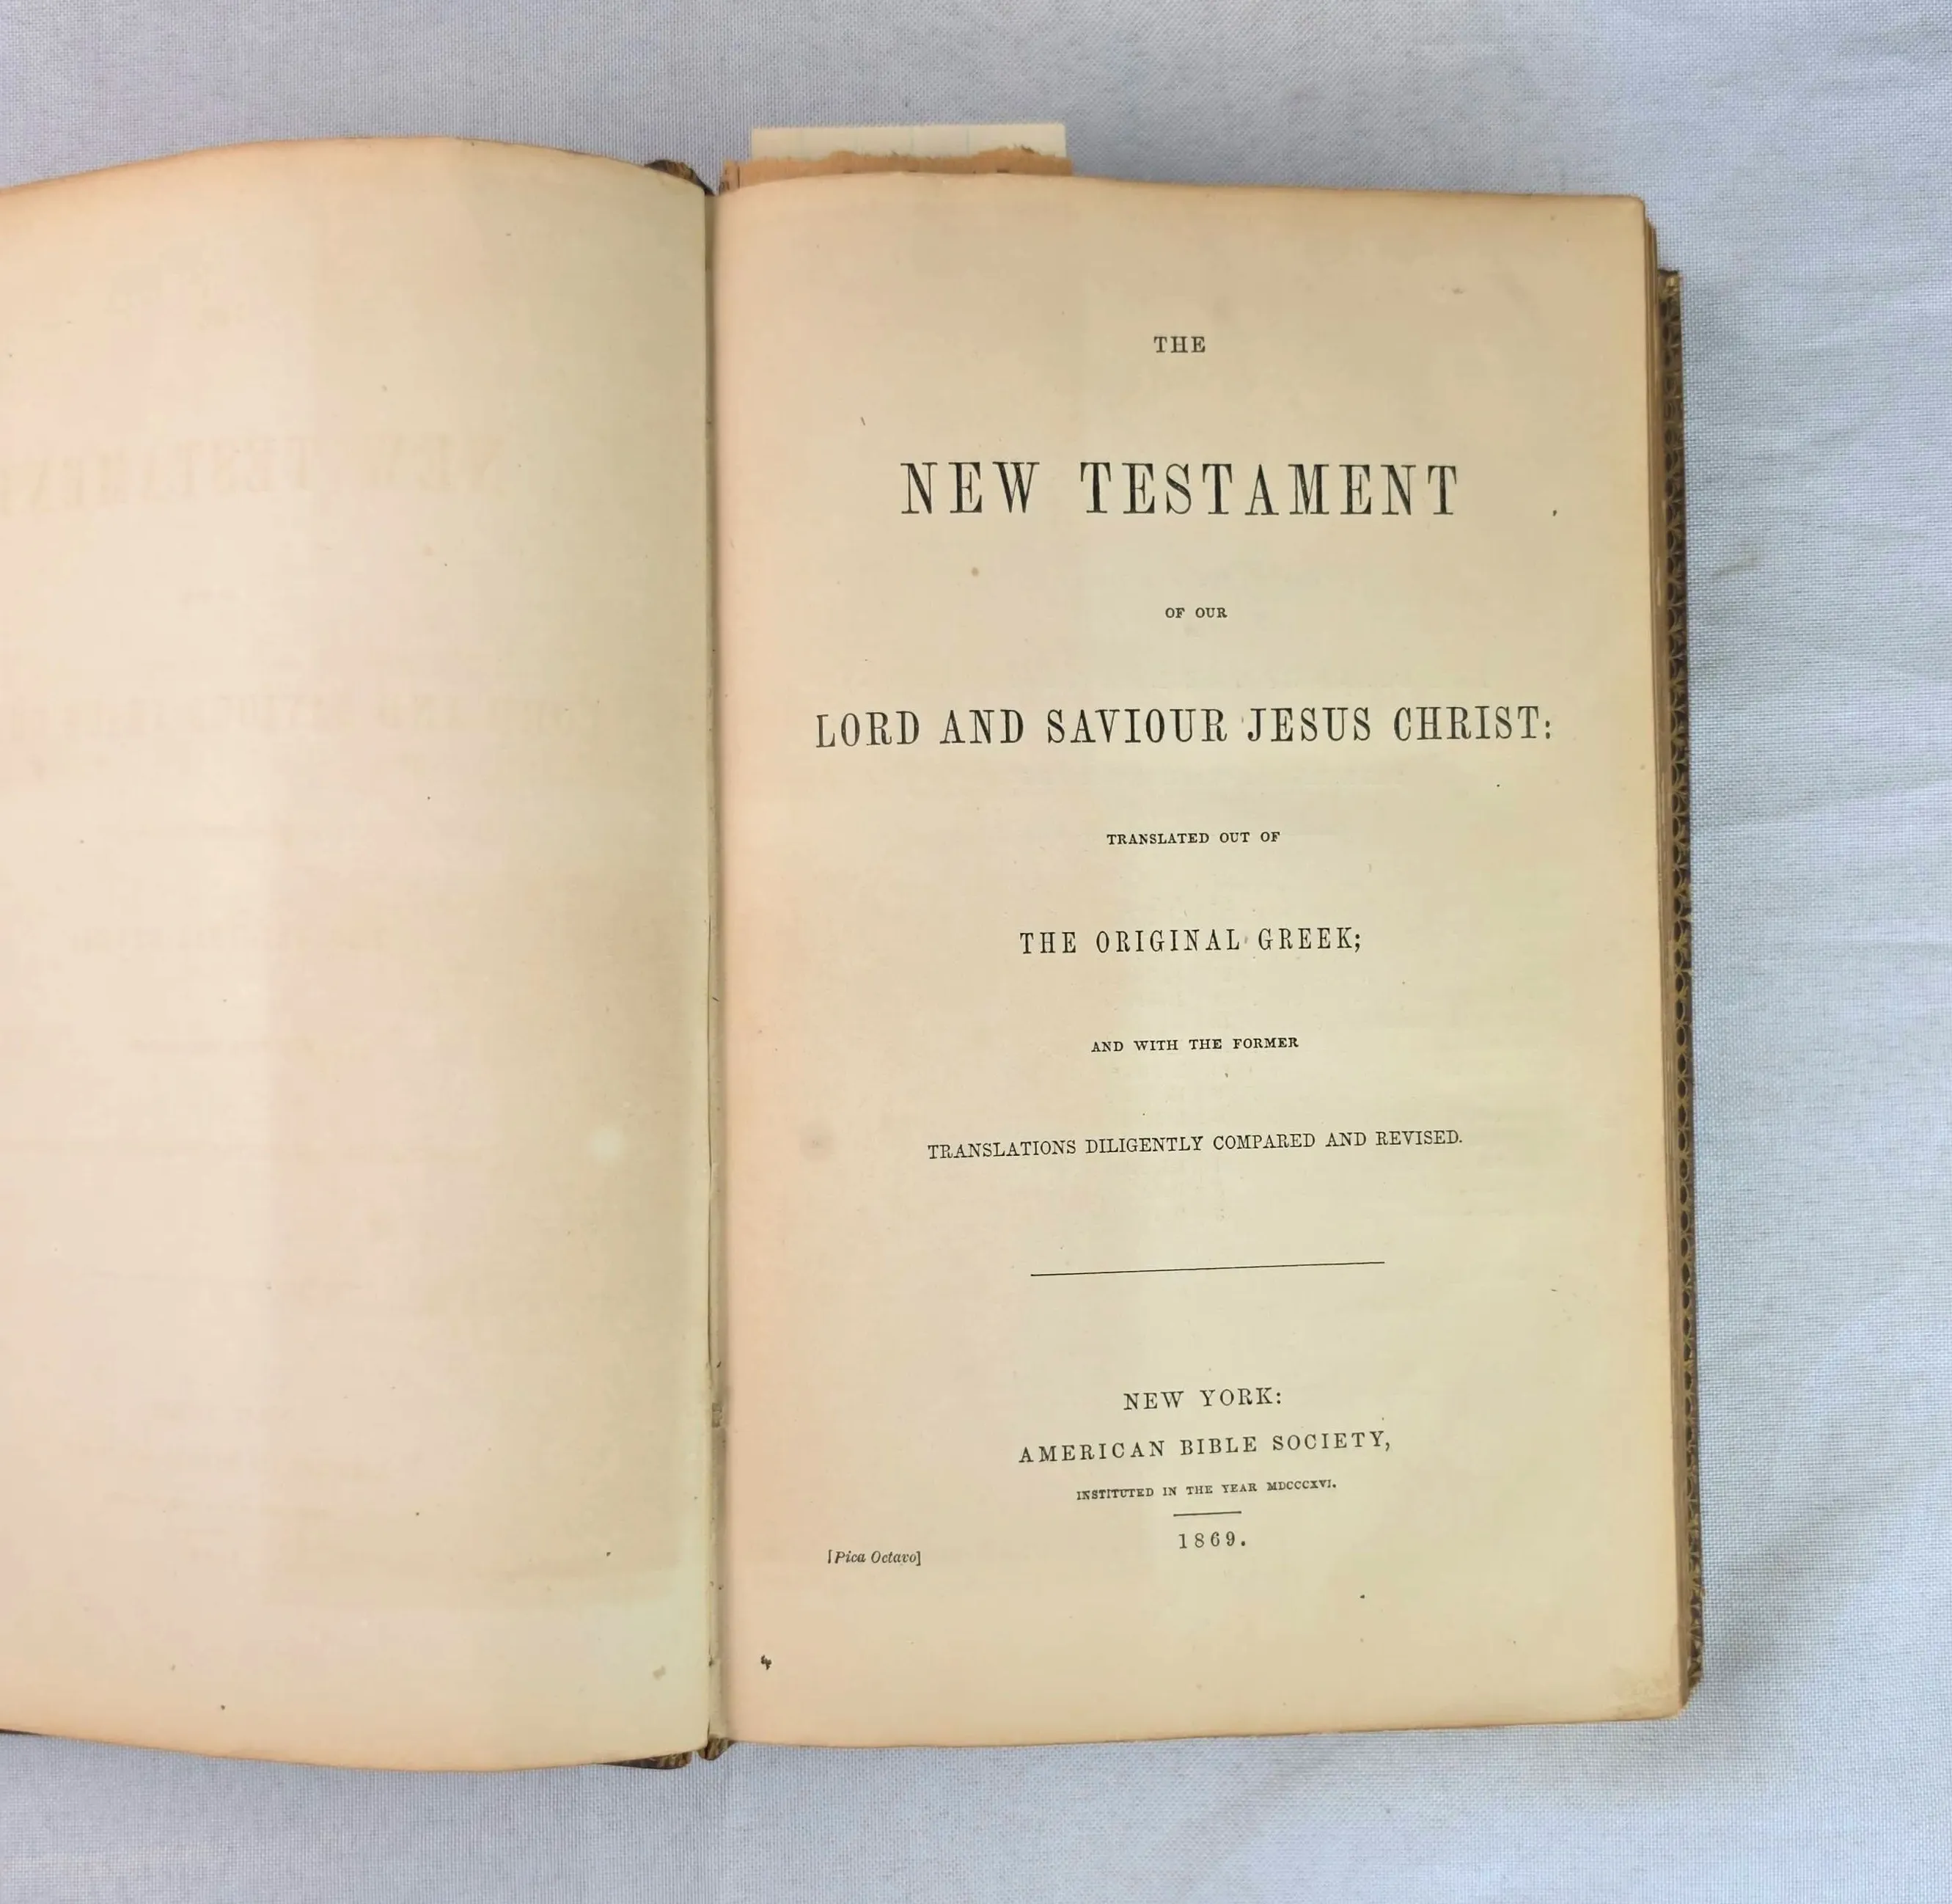 THE
NEW TESTAMENT
OF OUR
LORD AND SAVIOUR JESUS CHRIST:
TRANSLATED OUT OF
THE ORIGINAL GREEK;
AND WITH THE FORMER
TRANSLATIONS DILIGENTLY COMPARED AND REVISED.
NEW YORK:
AMERICAN BIBLE SOCIETY,
INSTITUTED IN THE YEAR MDCCCXVI.
1869.
[Pica Octavo]